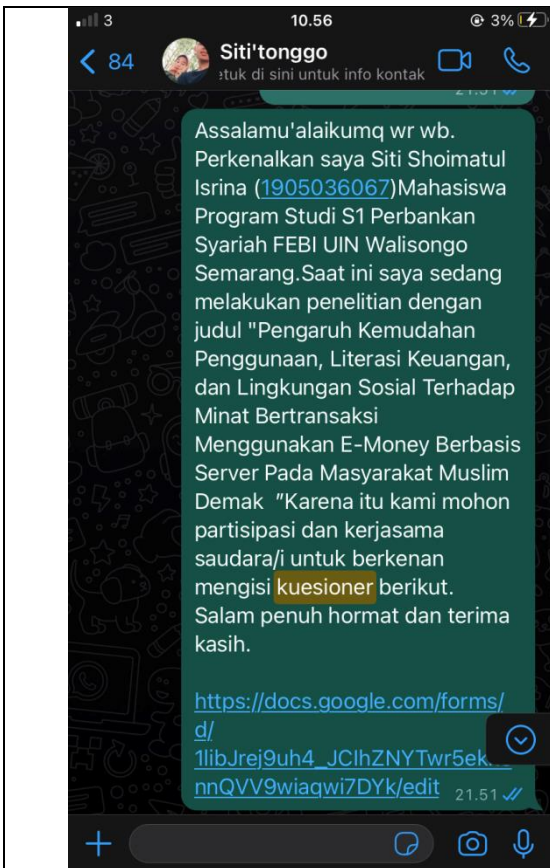 3 10.56 3%
84 Siti'tonggo
etuk di sini untuk info kontak
21.51
Assalamu'alaikumq wr wb.
Perkenalkan saya Siti Shoimatul
Isrina (1905036067)Mahasiswa
Program Studi S1 Perbankan
Syariah FEBI UIN Walisongo
Semarang.Saat ini saya sedang
melakukan penelitian dengan
judul "Pengaruh Kemudahan
Penggunaan, Literasi Keuangan,
dan Lingkungan Sosial Terhadap
Minat Bertransaksi
Menggunakan E-Money Berbasis
Server Pada Masyarakat Muslim
Demak "Karena itu kami mohon
partisipasi dan kerjasama
saudara/i untuk berkenan
mengisi kuesioner berikut.
Salam penuh hormat dan terima
kasih.
https://docs.google.com/forms/
d/
nnQVV9wiaqwi7DYk/edit 21.51